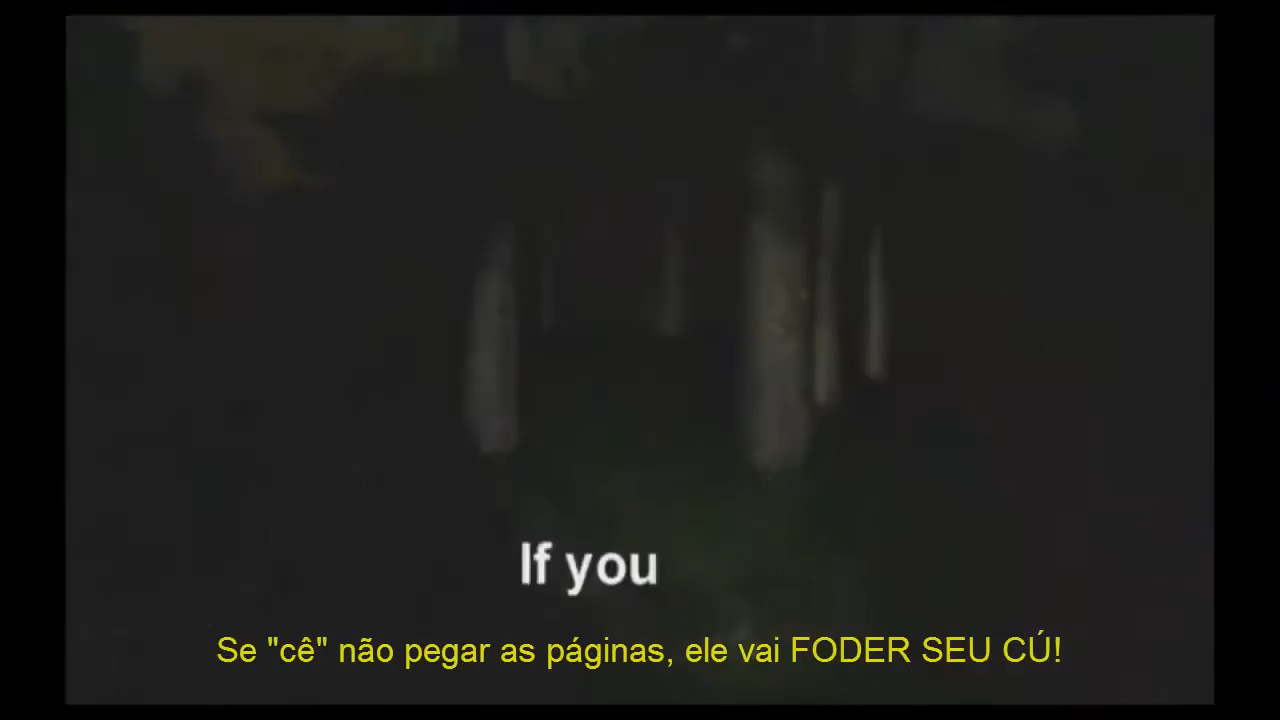 If you
Se "cê" não pegar as páginas, ele vai FODER SEU CÚ!